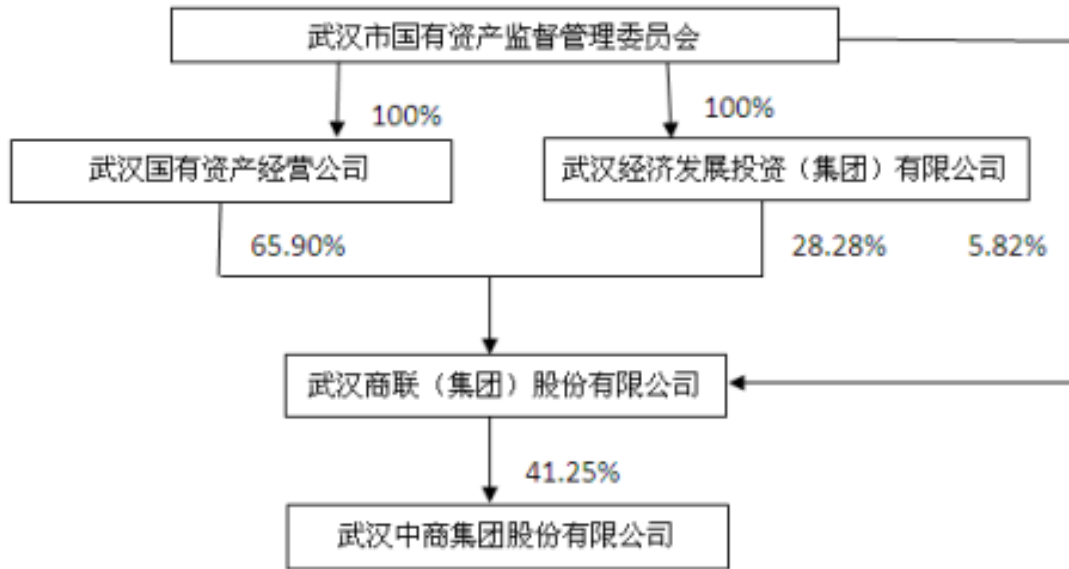 武汉市国有资产监督管理委员会
100%
100%
武汉国有资产经营公司
武汉经济发展投资（集团）有限公司
65.90%
28.28%
5.82%
武汉商联（集团）股份有限公司
41.25%
武汉中商集团股份有限公司